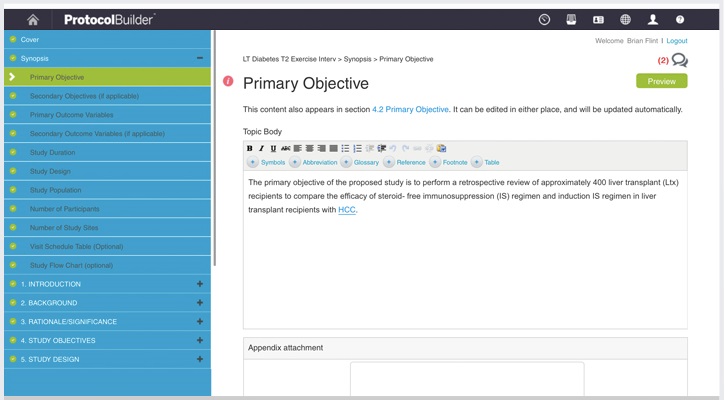 ProtocolBuilder™
Welcome Brian Flint | Logout
Cover
Synopsis
Primary Objective
Secondary Objectives (if applicable)
Primary Outcome Variables
Secondary Outcome Variables (if applicable)
Study Duration
Study Design
Study Population
Number of Participants
Number of Study Sites
Visit Schedule Table (Optional)
Study Flow Chart (optional)
1. INTRODUCTION
2. BACKGROUND
3. RATIONALE/SIGNIFICANCE
4. STUDY OBJECTIVES
5. STUDY DESIGN
LT Diabetes T2 Exercise Interv > Synopsis > Primary Objective
(2)
Primary Objective
Preview
This content also appears in section 4.2 Primary Objective. It can be edited in either place, and will be updated automatically.
Topic Body
B I U ABC
Symbols Abbreviation Glossary Reference Footnote Table
The primary objective of the proposed study is to perform a retrospective review of approximately 400 liver transplant (Ltx)
recipients to compare the efficacy of steroid- free immunosuppression (IS) regimen and induction IS regimen in liver
transplant recipients with HCC.
Appendix attachment